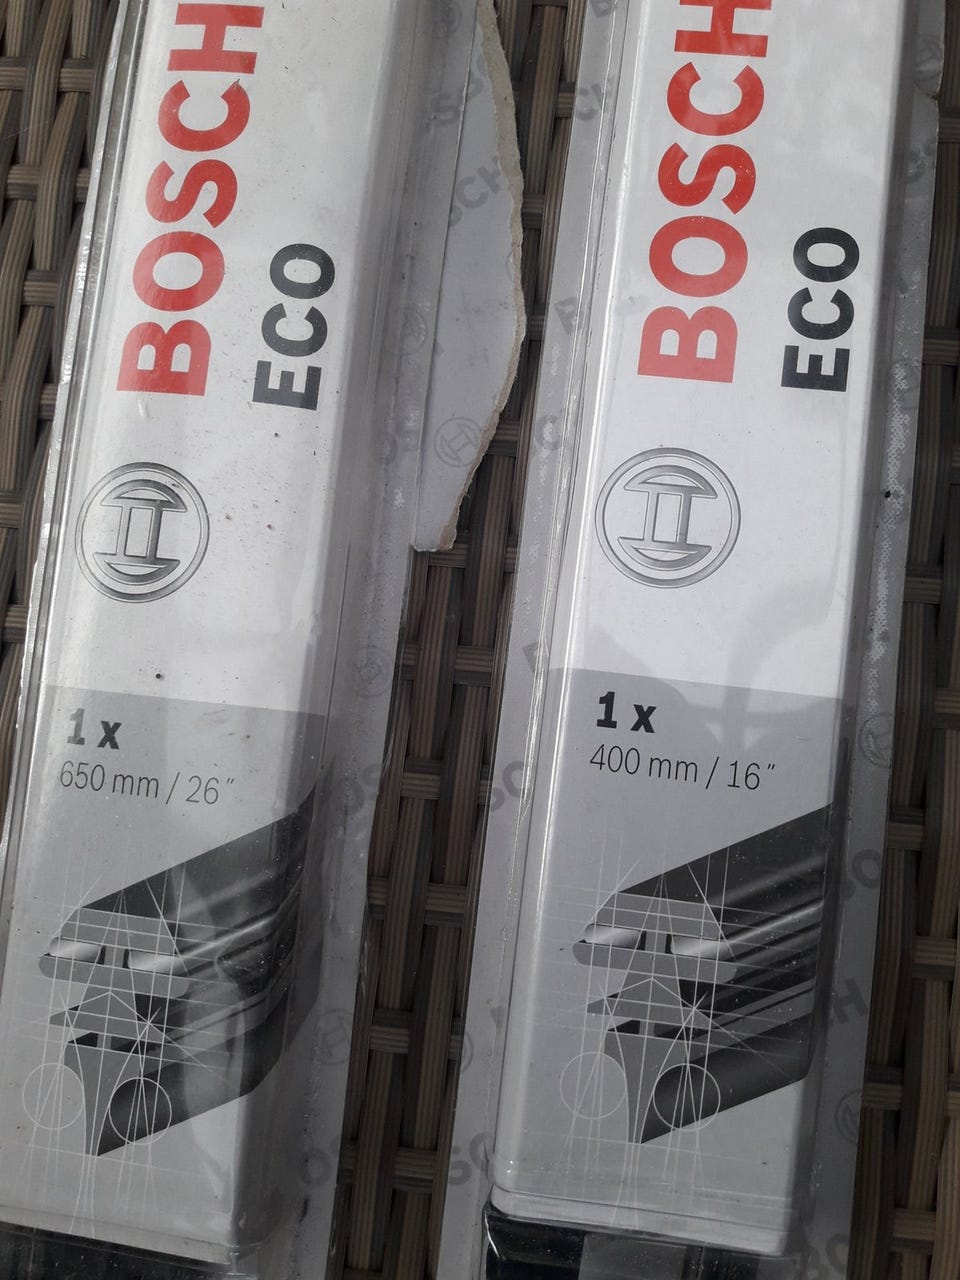 BOSCH
ECO
1 x
650 mm / 26"
BOSCH
ECO
1 x
400 mm / 16"